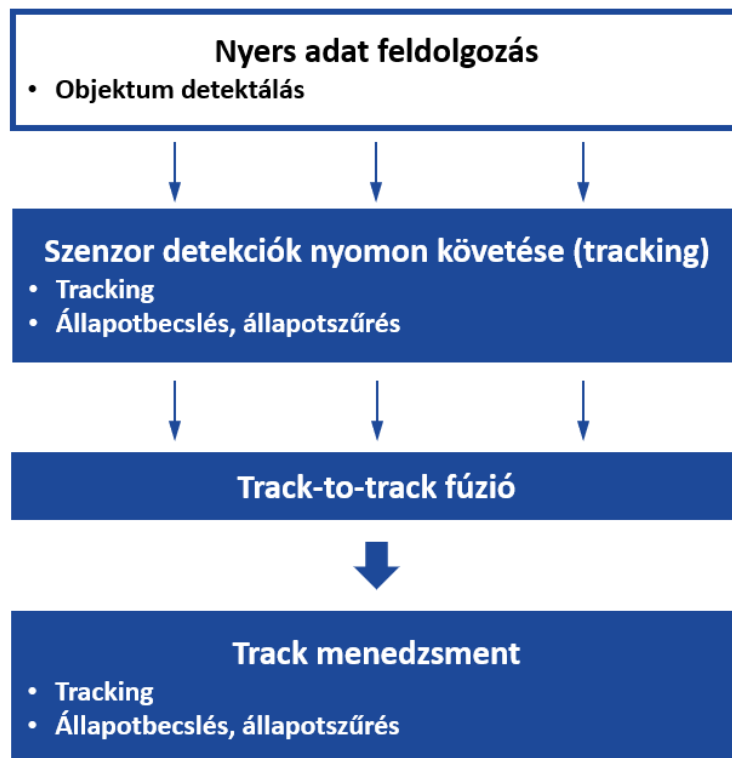 Nyers adat feldolgozás
• Objektum detektálás
Szenzor detekciók nyomon követése (tracking)
• Tracking
• Állapotbecslés, állapotszűrés
Track-to-track fúzió
Track menedzsment
• Tracking
• Állapotbecslés, állapotszűrés